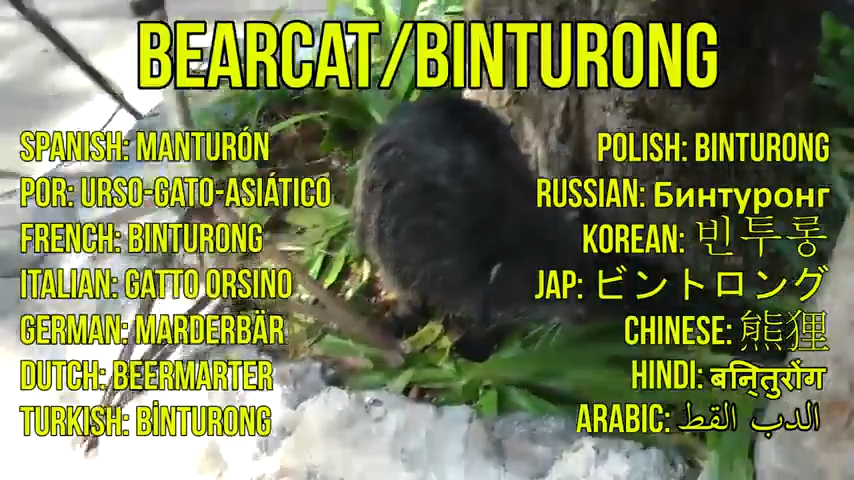 BEARCAT/BINTURONG
SPANISH: MANTURÓN
POR: URSO-GATO-ASIÁTICO
FRENCH: BINTURONG
ITALIAN: GATTO ORSINO
GERMAN: MARDERBÄR
DUTCH: BEERMARTER
TURKISH: BİNTURONG
POLISH: BINTURONG
RUSSIAN: Бинтуронг
KOREAN: 빈투롱
JAP: ビントロング
CHINESE: 熊狸
HINDI: बिन्तुरोंग
ARABIC: الدب القط